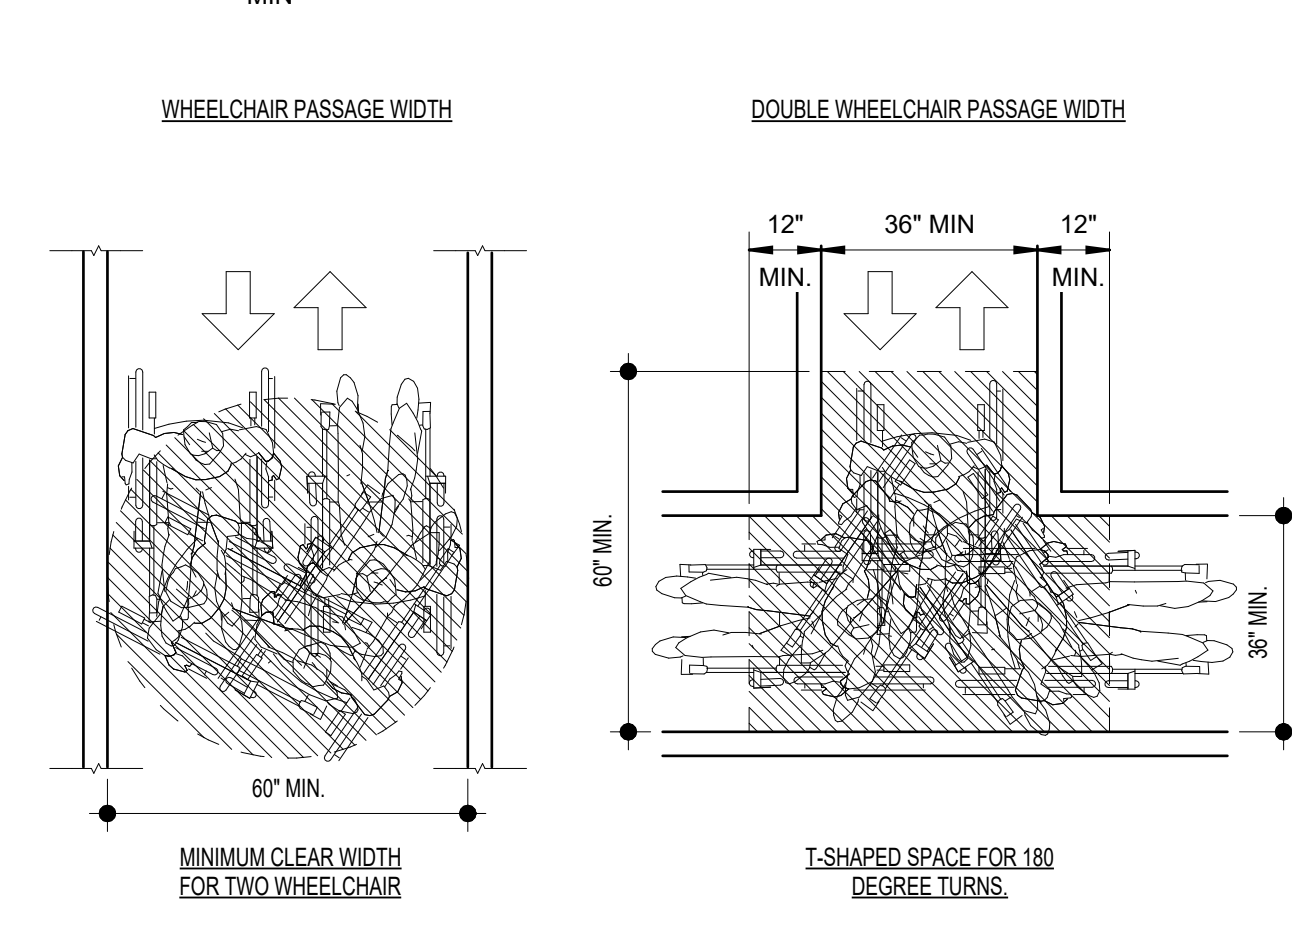 MIN
WHEELCHAIR PASSAGE WIDTH
DOUBLE WHEELCHAIR PASSAGE WIDTH
12"
36" MIN
12"
MIN.
MIN.
60" MIN.
36" MIN.
60" MIN.
MINIMUM CLEAR WIDTH
FOR TWO WHEELCHAIR
T-SHAPED SPACE FOR 180
DEGREE TURNS.